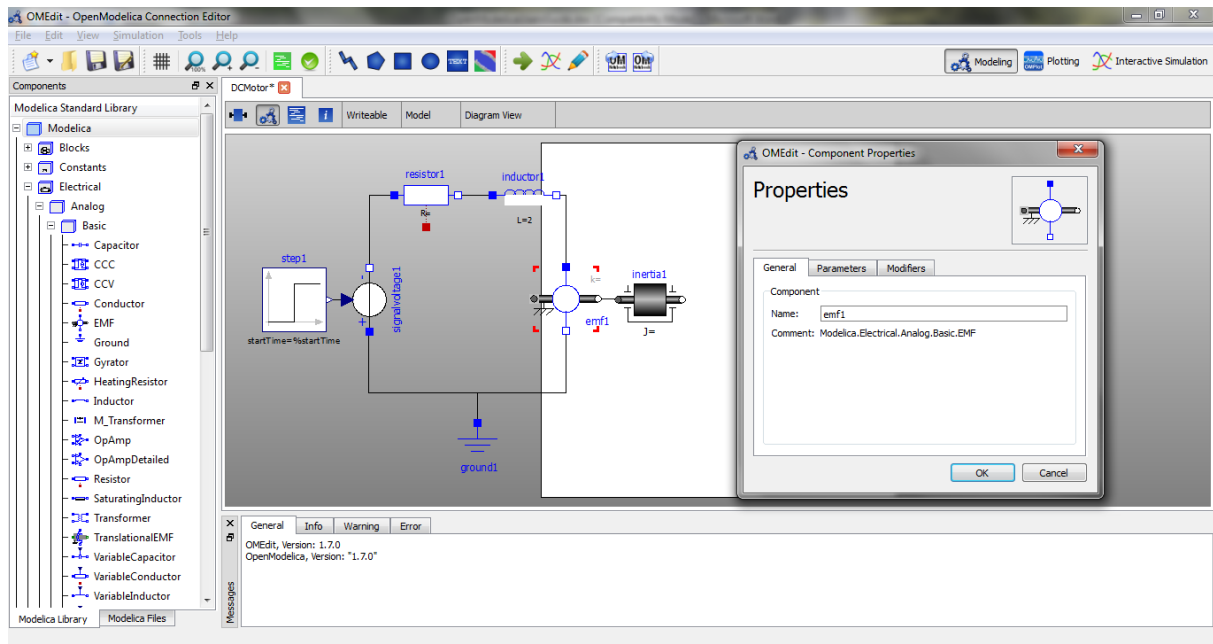 OMEdit - OpenModelica Connection Editor
File Edit View Simulation Tools Help
100%
TEXT
OM
OM
Modeling
Plotting
Interactive Simulation
Components
DCMotor*
Modelica Standard Library
Writeable Model Diagram View
Modelica
Blocks
Constants
Electrical
Analog
Basic
Capacitor
CCC
CCV
Conductor
EMF
Ground
Gyrator
HeatingResistor
Inductor
M_Transformer
OpAmp
OpAmpDetailed
Resistor
SaturatingInductor
Transformer
TranslationalEMF
VariableCapacitor
VariableConductor
VariableInductor
Modelica Library Modelica Files
resistor1
R=
inductor1
L=2
step1
startTime=%startTime
signalvoltage1
-
+
k=
emf1
inertia1
J=
ground1
OMEdit - Component Properties
Properties
General Parameters Modifiers
Component
Name: emf1
Comment: Modelica.Electrical.Analog.Basic.EMF
OK Cancel
General Info Warning Error
OMEdit, Version: 1.7.0
OpenModelica, Version: "1.7.0"
Messages